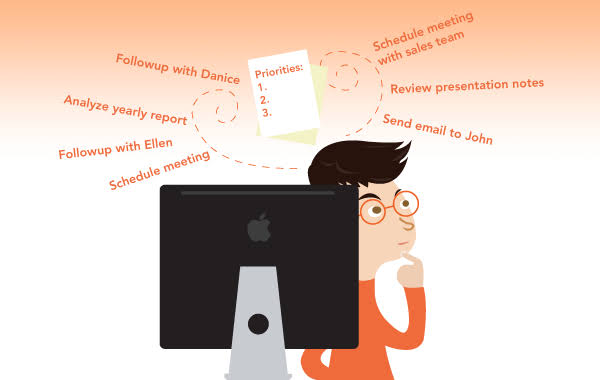 Followup with Danice
Analyze yearly report
Followup with Ellen
Schedule meeting
Priorities:
1.
2.
3.
Schedule meeting
with sales team
Review presentation notes
Send email to John